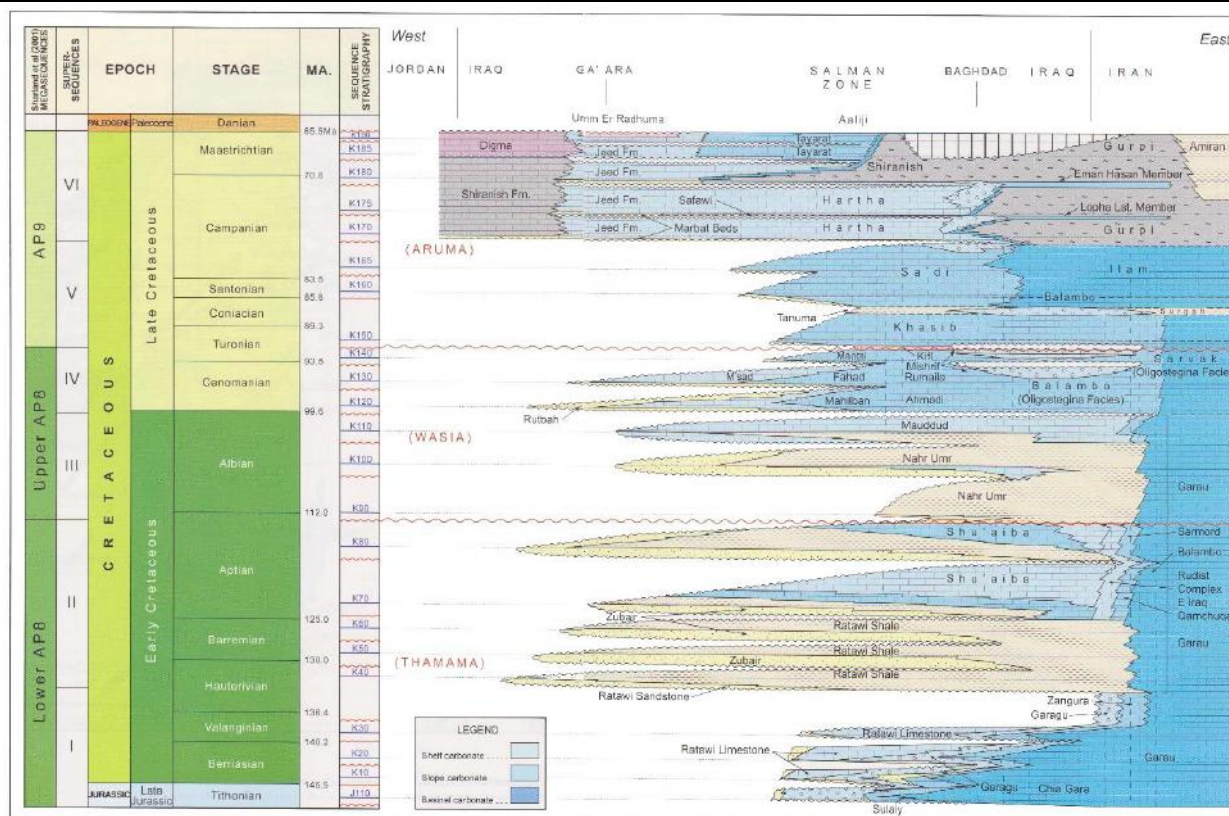 West
East
Sharland et al (2001)
MEGASEQUENCES
SUPER-
SEQUENCES
EPOCH
STAGE
MA.
SEQUENCE
STRATIGRAPHY
JORDAN
IRAQ
GA'ARA
SALMAN
ZONE
BAGHDAD
IRAQ
IRAN
Umm Er Radhuma
Aaliji
PALEOGENE
Paleocene
Danian
65.5Ma
K190
Maastrichtian
K185
Digma
Jeed Fm.
Tayarat
Tayarat
Gurpi
Amiran
VI
70.6
K180
Jeed Fm.
Shiranish
Eman Hasan Member
Shiranish Fm.
Jeed Fm.
Safawi
Hartha
K175
Lopha Lst. Member
Campanian
K170
Jeed Fm.
Marbat Beds
Hartha
Gurpi
AP9
(ARUMA)
K165
Sa'di
Ilam
V
83.5
Santonian
K160
85.8
Balambo
Coniacian
Tanuma
Surgah
89.3
Khasib
Turonian
K150
Late Cretaceous
93.5
K140
Mantil
Kifl
Sarvak
IV
Cenomanian
K130
M'sad
Fahad
Mishrif
Rumaila
(Oligostegina Facies)
Balambo
K120
Mahilban
Ahmadi
(Oligostegina Facies)
99.6
Rutbah
Upper AP8
K110
Mauddud
(WASIA)
III
Albian
K100
Nahr Umr
Garau
Nahr Umr
112.0
K90
CRETACEOUS
K80
Shu'aiba
Sarmord
Balambo
Aptian
Shu'aiba
Rudist
Complex
E Iraq
Qamchuqa
II
K70
125.0
Zubair
K60
Ratawi Shale
Barremian
K50
Ratawi Shale
Garau
130.0
(THAMAMA)
Zubair
K40
Ratawi Shale
Hauterivian
Ratawi Sandstone
Early Cretaceous
Lower AP8
136.4
Zangura
Garagu
Valanginian
K30
LEGEND
Ratawi Limestone
140.2
I
K20
Shelf carbonate
Ratawi Limestone
Berriasian
K10
Slope carbonate
Garau
145.5
Garagu
Chia Gara
JURASSIC
Late
Jurassic
Tithonian
J110
Basinal carbonate
Sulaiy